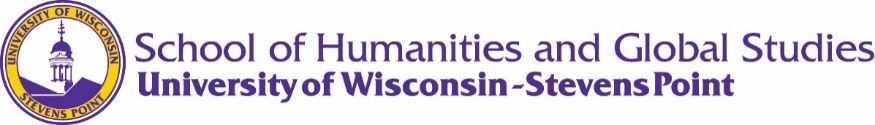 UNIVERSITY OF WISCONSIN
STEVENS POINT
School of Humanities and Global Studies
University of Wisconsin-Stevens Point